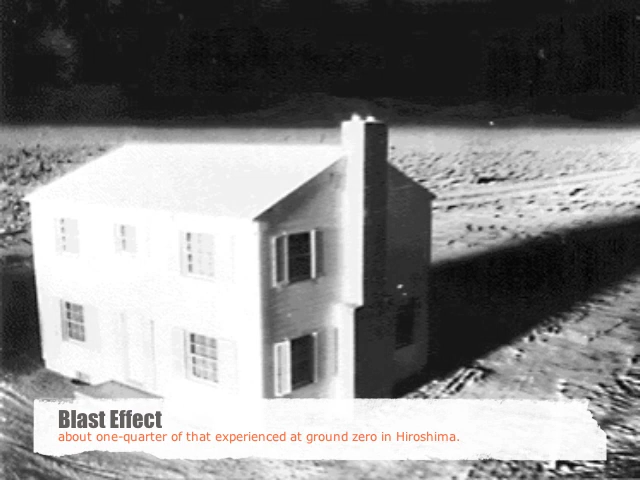 Blast Effect
about one-quarter of that experienced at ground zero in Hiroshima.